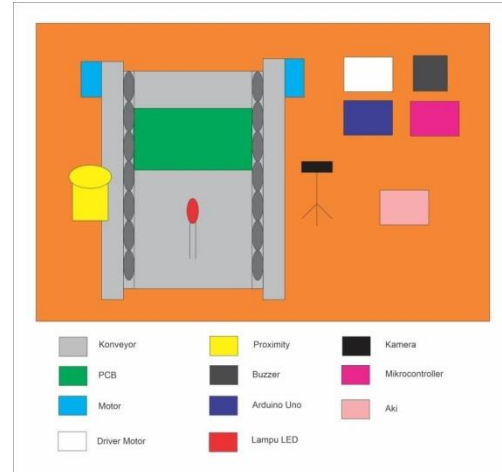 Konveyor
Proximity
Kamera
PCB
Buzzer
Mikrocontroller
Motor
Arduino Uno
Aki
Driver Motor
Lampu LED